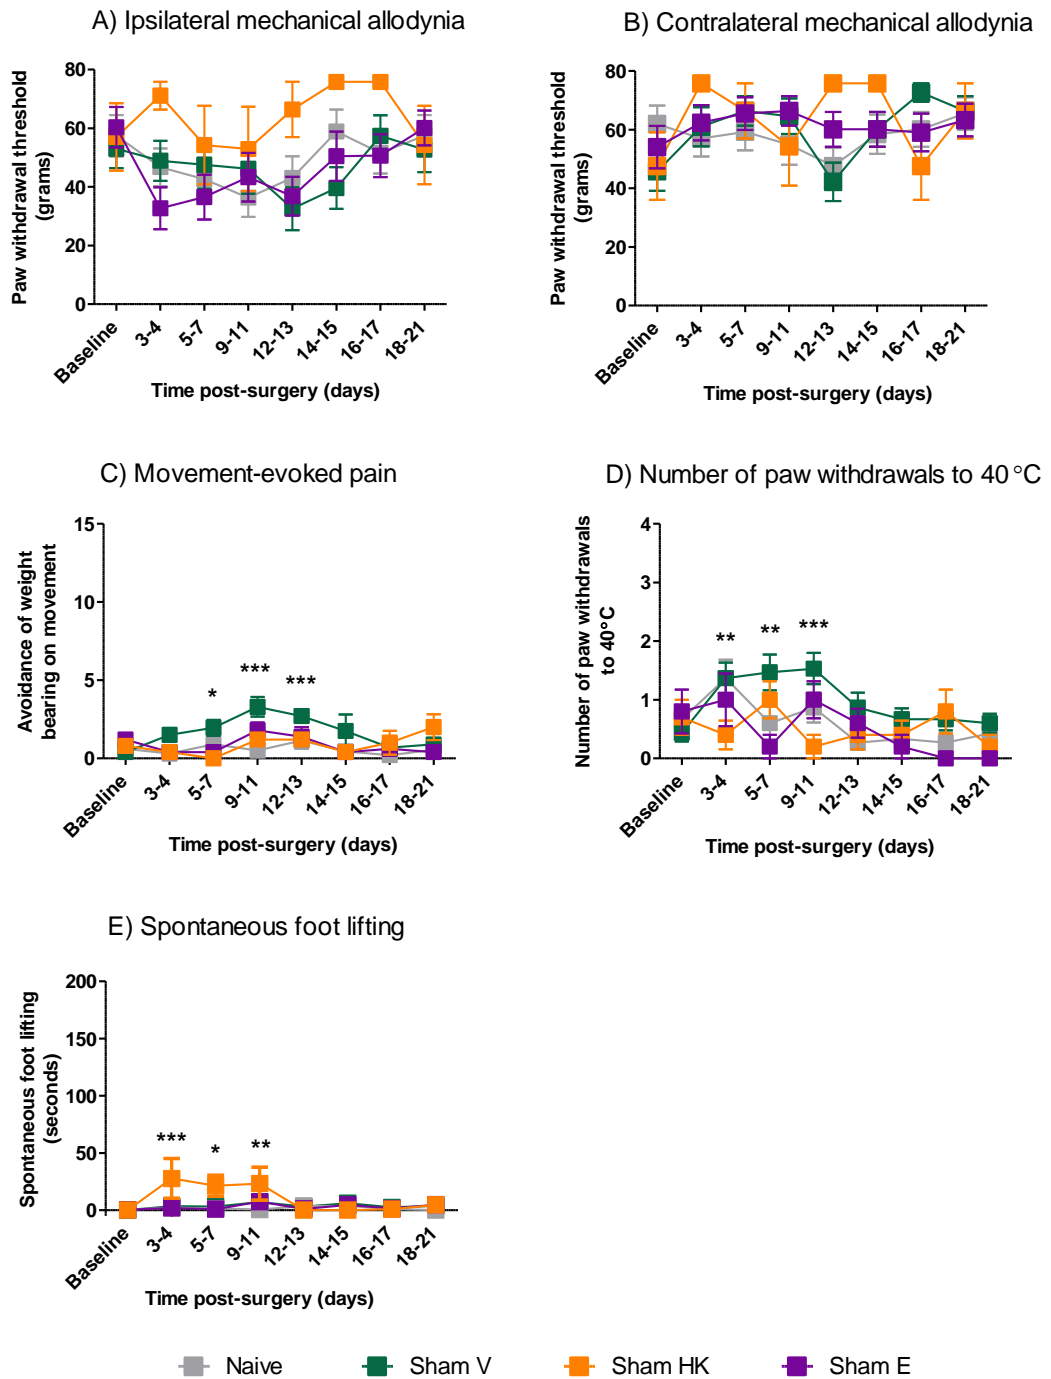 A) Ipsilateral mechanical allodynia
Paw withdrawal threshold
(grams)
80
60
40
20
0
Baseline
3-4
5-7
9-11
12-13
14-15
16-17
18-21
Time post-surgery (days)
B) Contralateral mechanical allodynia
Paw withdrawal threshold
(grams)
80
60
40
20
0
Baseline
3-4
5-7
9-11
12-13
14-15
16-17
18-21
Time post-surgery (days)
C) Movement-evoked pain
Avoidance of weight
bearing on movement
15
10
5
0
*
***
***
Baseline
3-4
5-7
9-11
12-13
14-15
16-17
18-21
Time post-surgery (days)
D) Number of paw withdrawals to 40 °C
Number of paw withdrawals
to 40°C
4
3
2
1
0
**
**
***
Baseline
3-4
5-7
9-11
12-13
14-15
16-17
18-21
Time post-surgery (days)
E) Spontaneous foot lifting
Spontaneous foot lifting
(seconds)
200
150
100
50
0
***
*
**
Baseline
3-4
5-7
9-11
12-13
14-15
16-17
18-21
Time post-surgery (days)
Naive
Sham V
Sham HK
Sham E